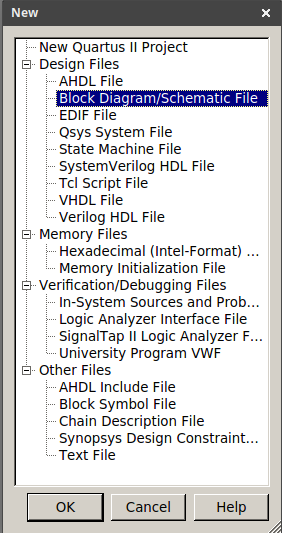 New
New Quartus II Project
Design Files
AHDL File
Block Diagram/Schematic File
EDIF File
Qsys System File
State Machine File
SystemVerilog HDL File
Tcl Script File
VHDL File
Verilog HDL File
Memory Files
Hexadecimal (Intel-Format) ...
Memory Initialization File
Verification/Debugging Files
In-System Sources and Prob...
Logic Analyzer Interface File
SignalTap II Logic Analyzer F...
University Program VWF
Other Files
AHDL Include File
Block Symbol File
Chain Description File
Synopsys Design Constraint...
Text File
OK Cancel Help